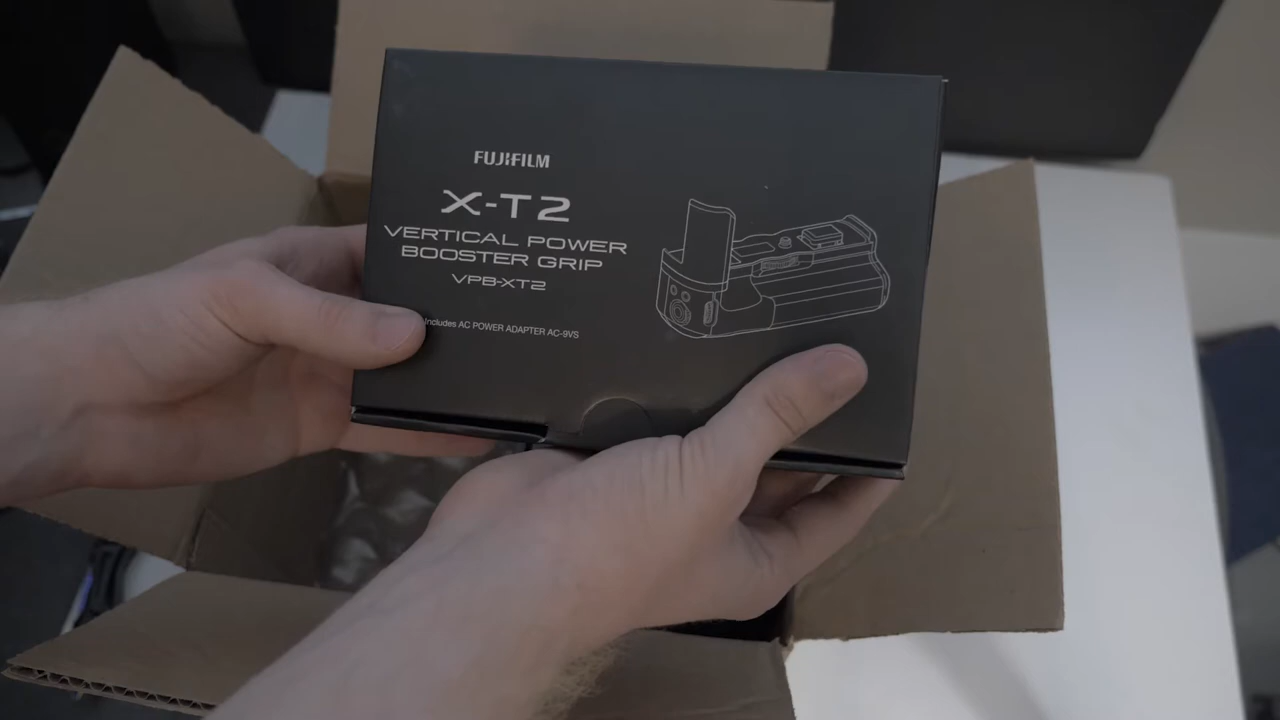 FUJIFILM
X-T2
VERTICAL POWER
BOOSTER GRIP
VPB-XT2
Includes AC POWER ADAPTER AC-9VS